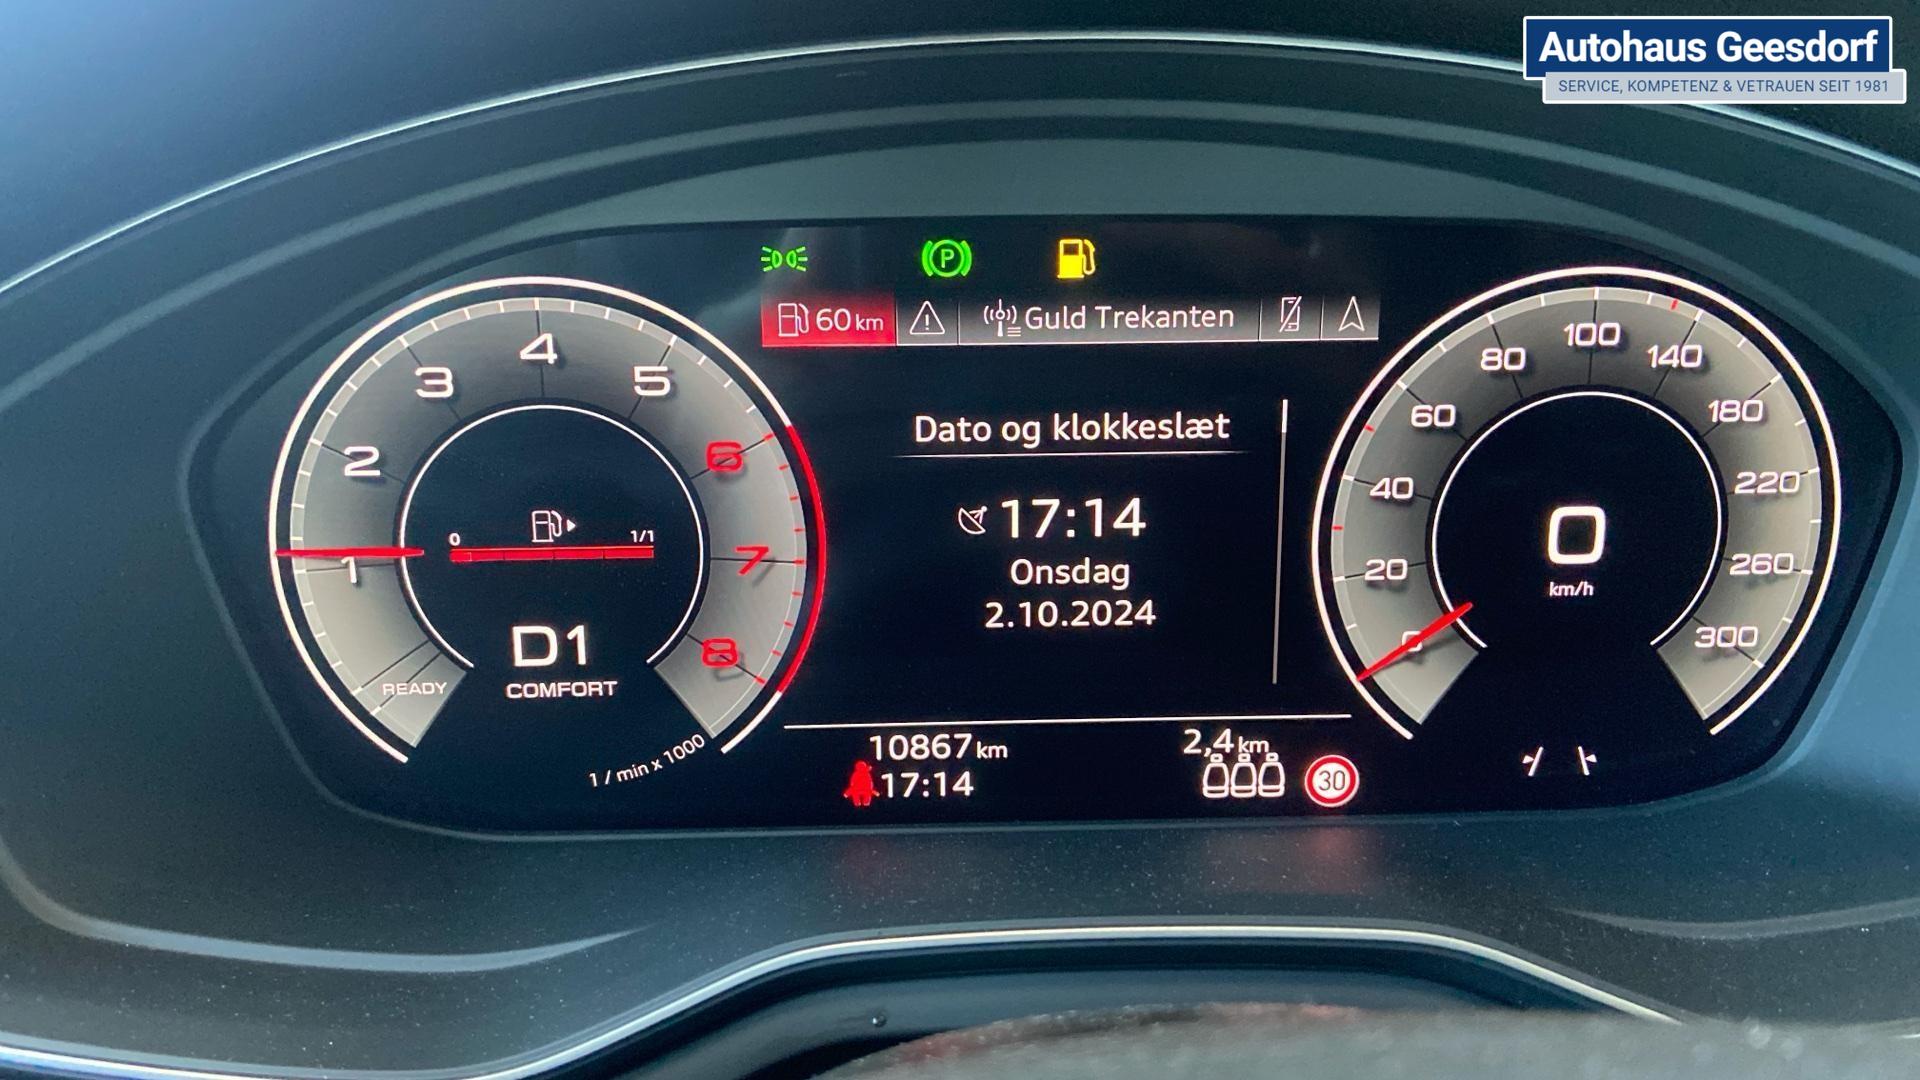 Autohaus Geesdorf
SERVICE, KOMPETENZ & VETRAUEN SEIT 1981
P
60 km
Guld Trekanten
1
2
3
4
5
6
7
8
0
1/1
D1
COMFORT
READY
1 / min x 1000
Dato og klokkeslæt
17:14
Onsdag
2.10.2024
10867 km
17:14
2,4 km
30
0
20
40
60
80
100
140
180
220
260
300
0
km/h